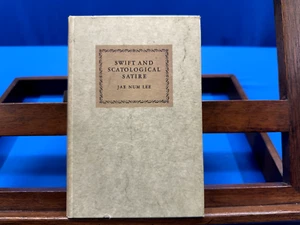 SWIFT AND
SCATOLOGICAL
SATIRE
JAE NUM LEE